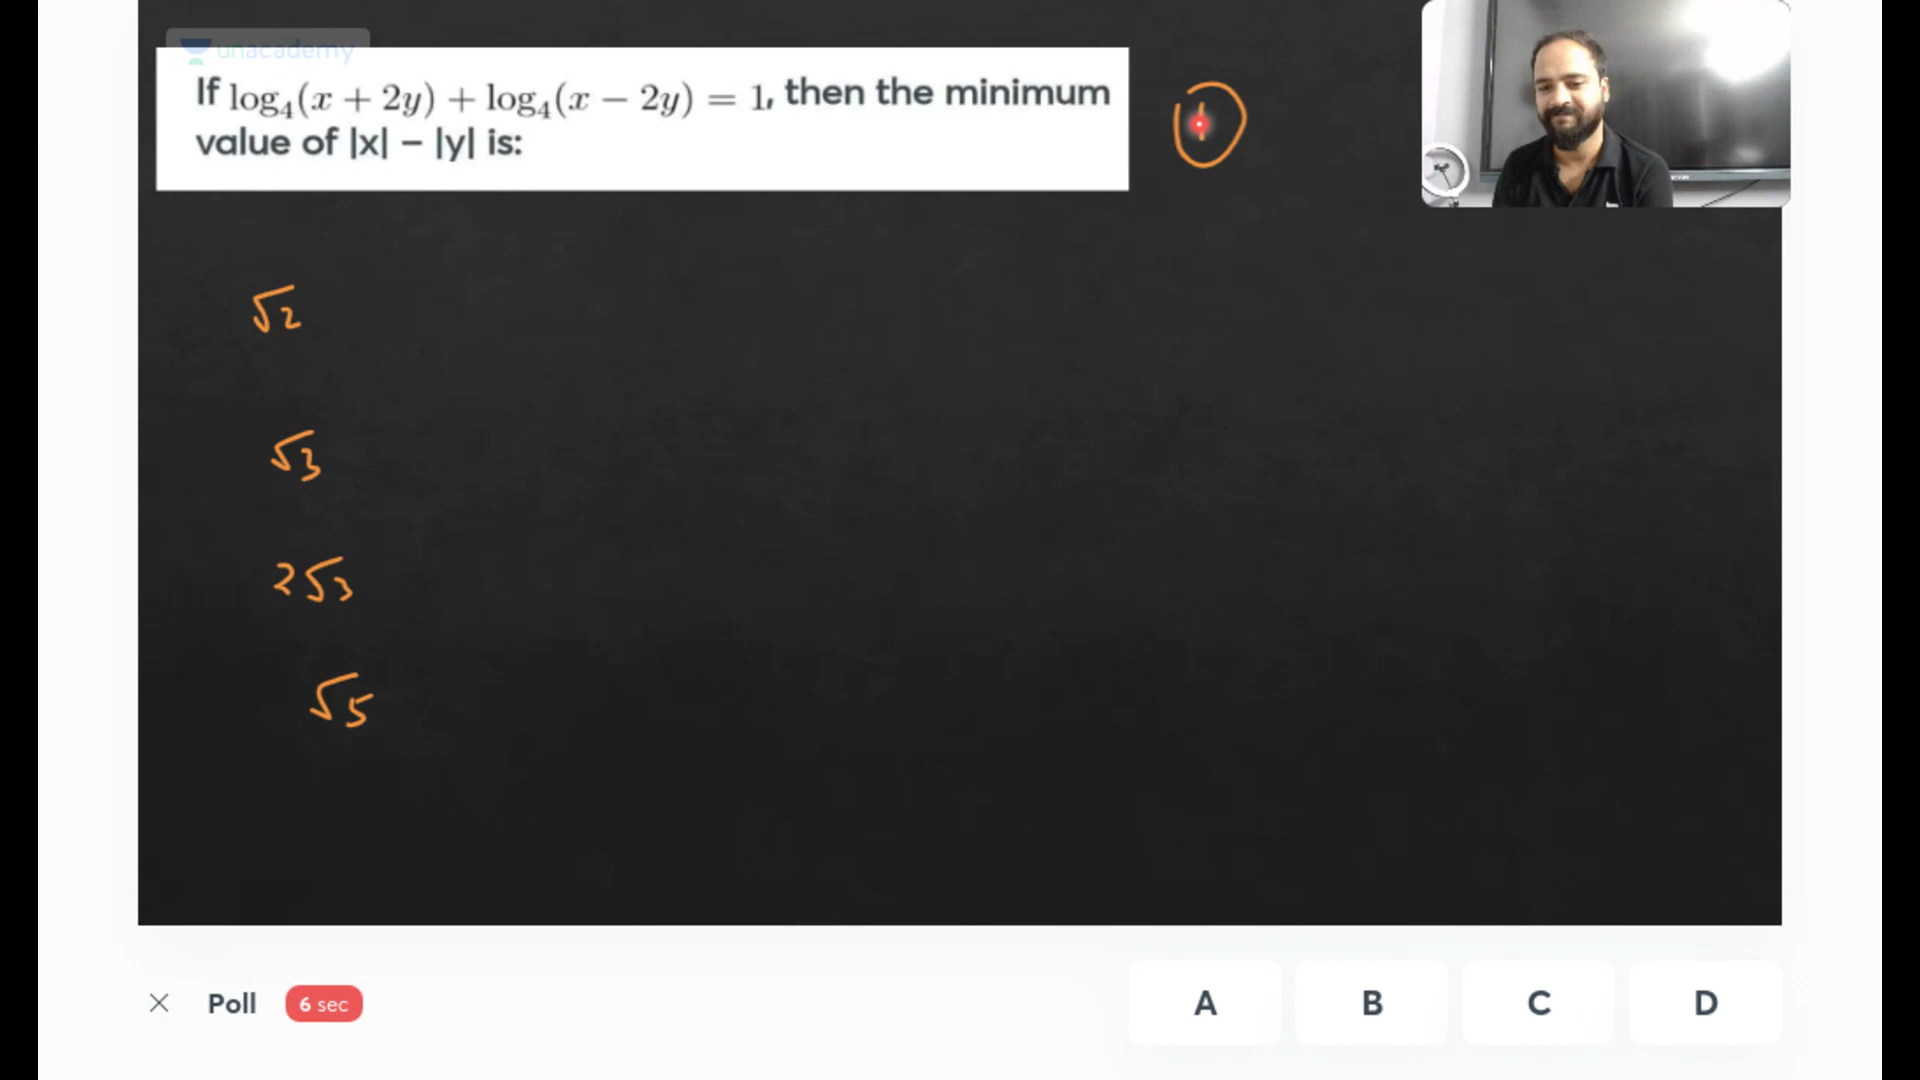 unacademy
If log₄(x + 2y) + log₄(x − 2y) = 1, then the minimum
value of |x| − |y| is:
√2
√3
2√3
√5
Poll
6 sec
A
B
C
D